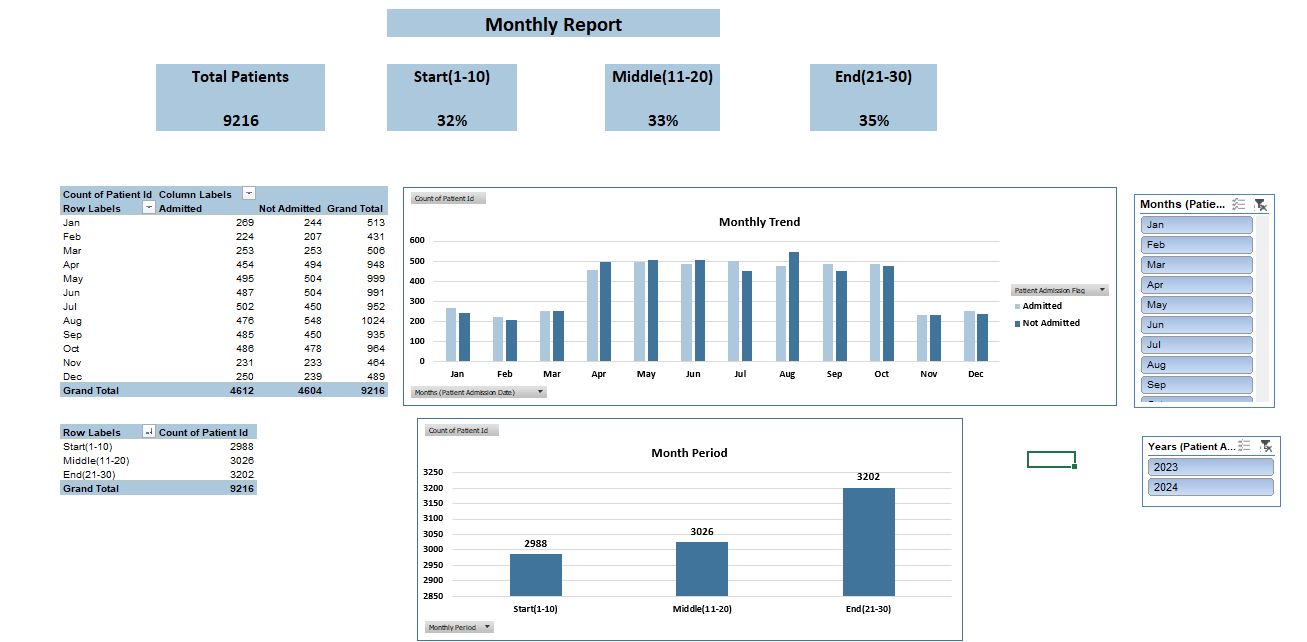 Monthly Report
Total Patients
9216
Start(1-10)
32%
Middle(11-20)
33%
End(21-30)
35%
Count of Patient Id Column Labels
Row Labels Admitted Not Admitted Grand Total
Jan 269 244 513
Feb 224 207 431
Mar 253 253 506
Apr 454 494 948
May 495 504 999
Jun 487 504 991
Jul 502 450 952
Aug 476 548 1024
Sep 485 450 935
Oct 486 478 964
Nov 231 233 464
Dec 250 239 489
Grand Total 4612 4604 9216
Count of Patient Id
Monthly Trend
600
500
400
300
200
100
0
Jan Feb Mar Apr May Jun Jul Aug Sep Oct Nov Dec
Months (Patient Admission Date)
Patient Admission Flag
Admitted
Not Admitted
Months (Patie...
Jan
Feb
Mar
Apr
May
Jun
Jul
Aug
Sep
Row Labels Count of Patient Id
Start(1-10) 2988
Middle(11-20) 3026
End(21-30) 3202
Grand Total 9216
Count of Patient Id
Month Period
3250
3200
3150
3100
3050
3000
2950
2900
2850
2988
3026
3202
Start(1-10) Middle(11-20) End(21-30)
Monthly Period
Years (Patient A...
2023
2024